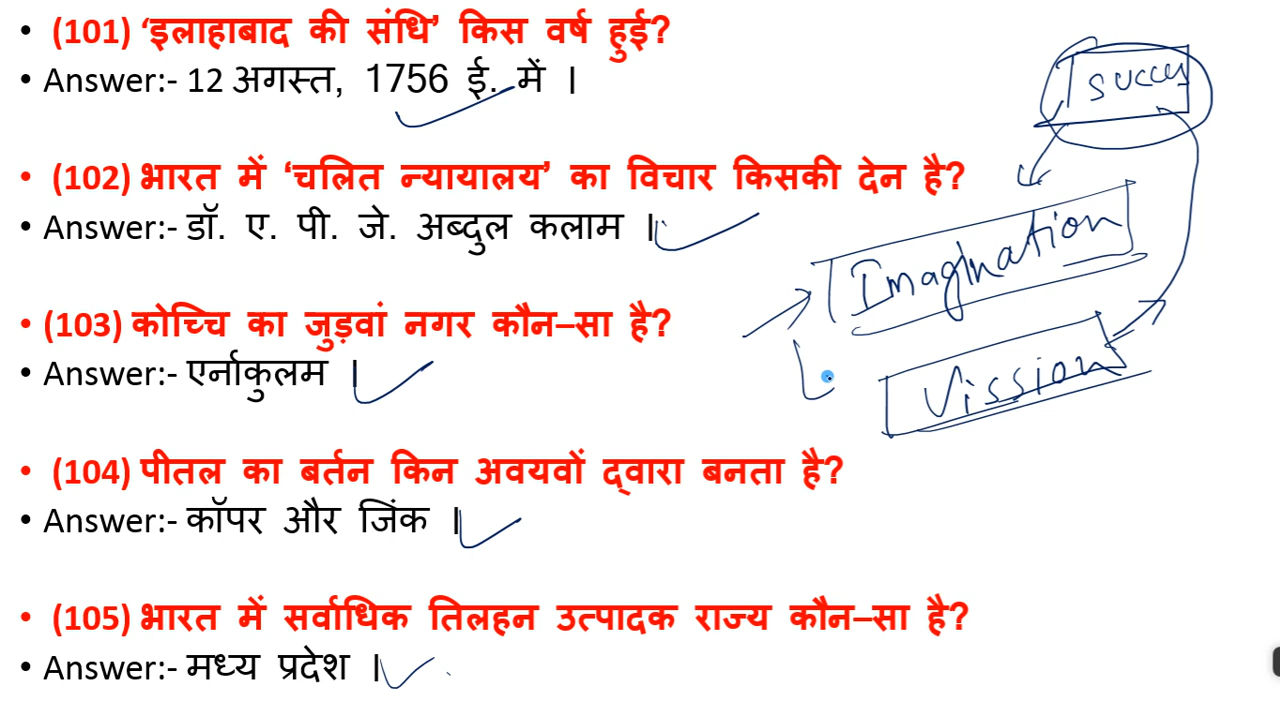 • (101) ‘इलाहाबाद की संधि’ किस वर्ष हुई?
• Answer:- 12 अगस्त, 1756 ई. में ।
• (102) भारत में ‘चलित न्यायालय’ का विचार किसकी देन है?
• Answer:- डॉ. ए. पी. जे. अब्दुल कलाम ।
• (103) कोच्चि का जुड़वां नगर कौन–सा है?
• Answer:- एर्नाकुलम ।
• (104) पीतल का बर्तन किन अवयवों द्वारा बनता है?
• Answer:- कॉपर और जिंक ।
• (105) भारत में सर्वाधिक तिलहन उत्पादक राज्य कौन–सा है?
• Answer:- मध्य प्रदेश ।
succes
Imagination
Vission